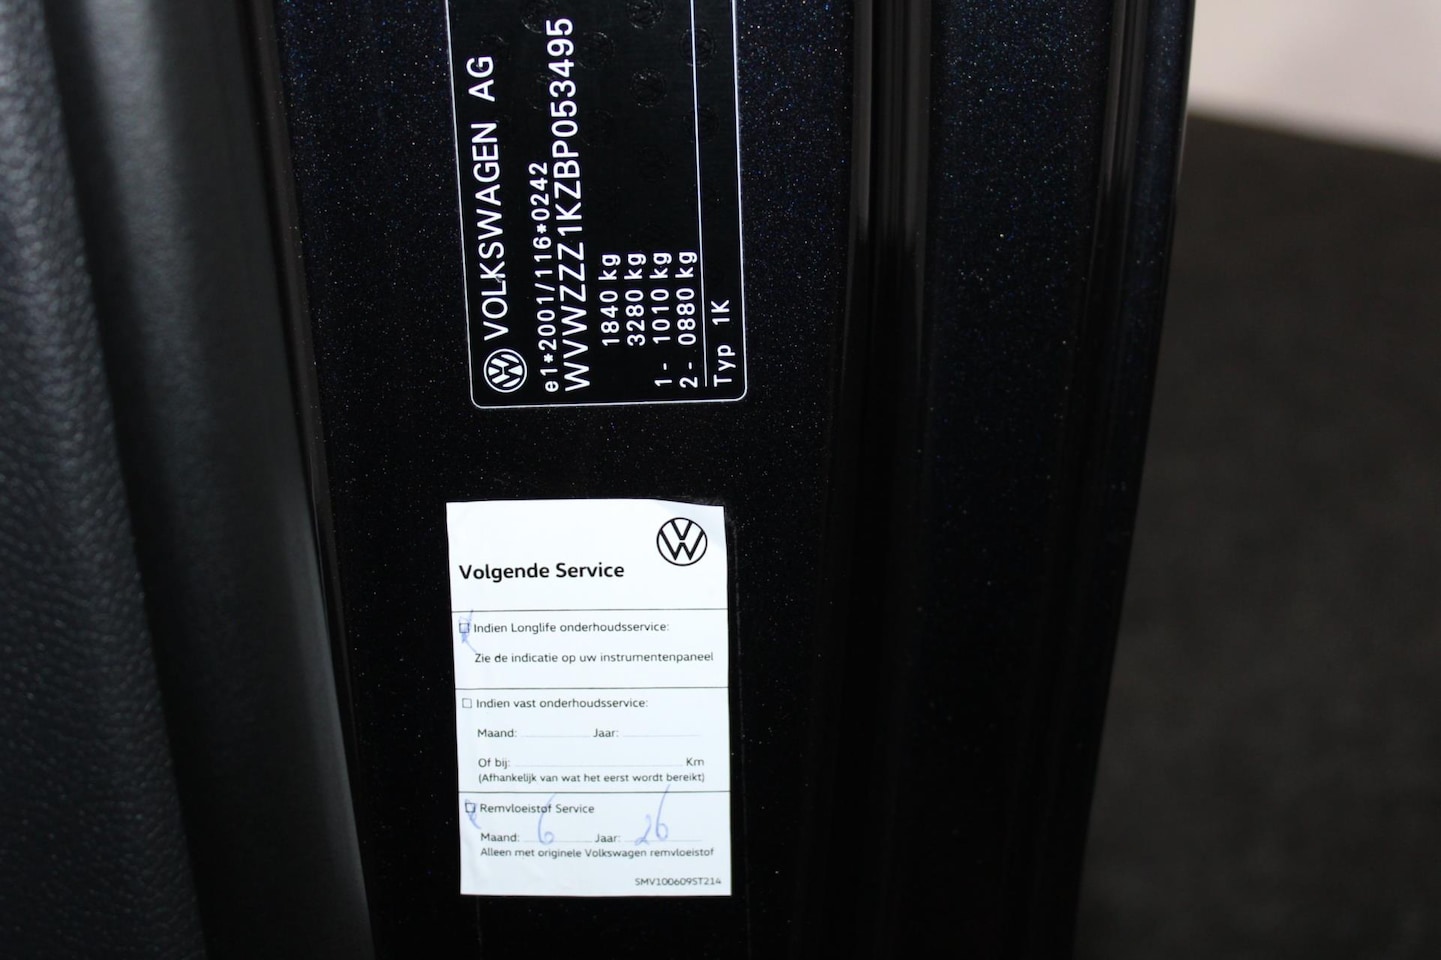 VOLKSWAGEN AG
e1*2001/116*0242
WVWZZZ1KZBP053495
1840 kg
3280 kg
1- 1010 kg
2- 0880 kg
Typ 1K
Volgende Service
Indien Longlife onderhoudsservice:
Zie de indicatie op uw instrumentenpaneel
Indien vast onderhoudsservice:
Maand: Jaar:
Of bij: Km
(Afhankelijk van wat het eerst wordt bereikt)
Remvloeistof Service
Maand: 6 Jaar: 26
Alleen met originele Volkswagen remvloeistof
SMV100609ST214